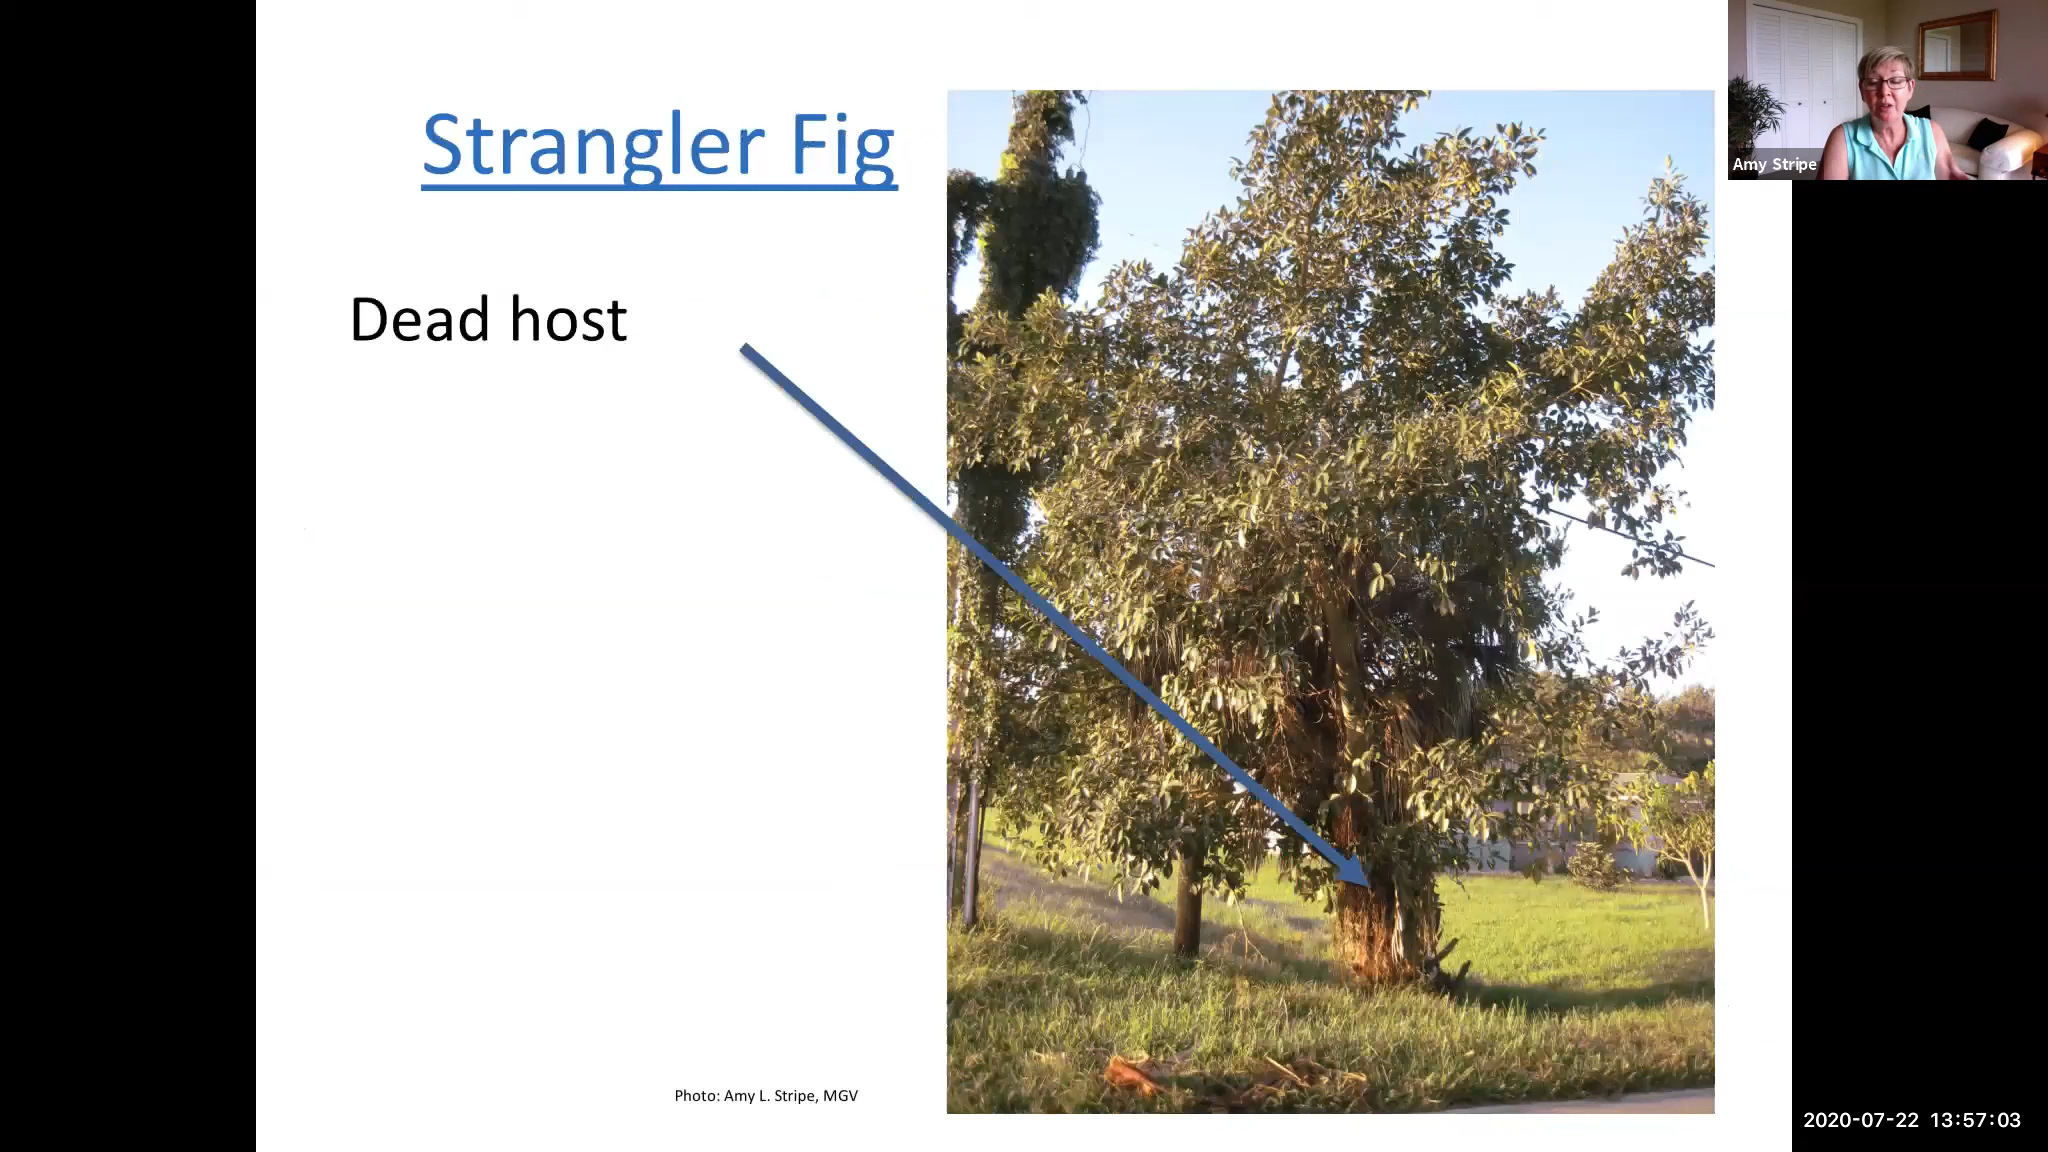 Strangler Fig
Dead host
Photo: Amy L. Stripe, MGV
Amy Stripe
2020-07-22 13:57:03